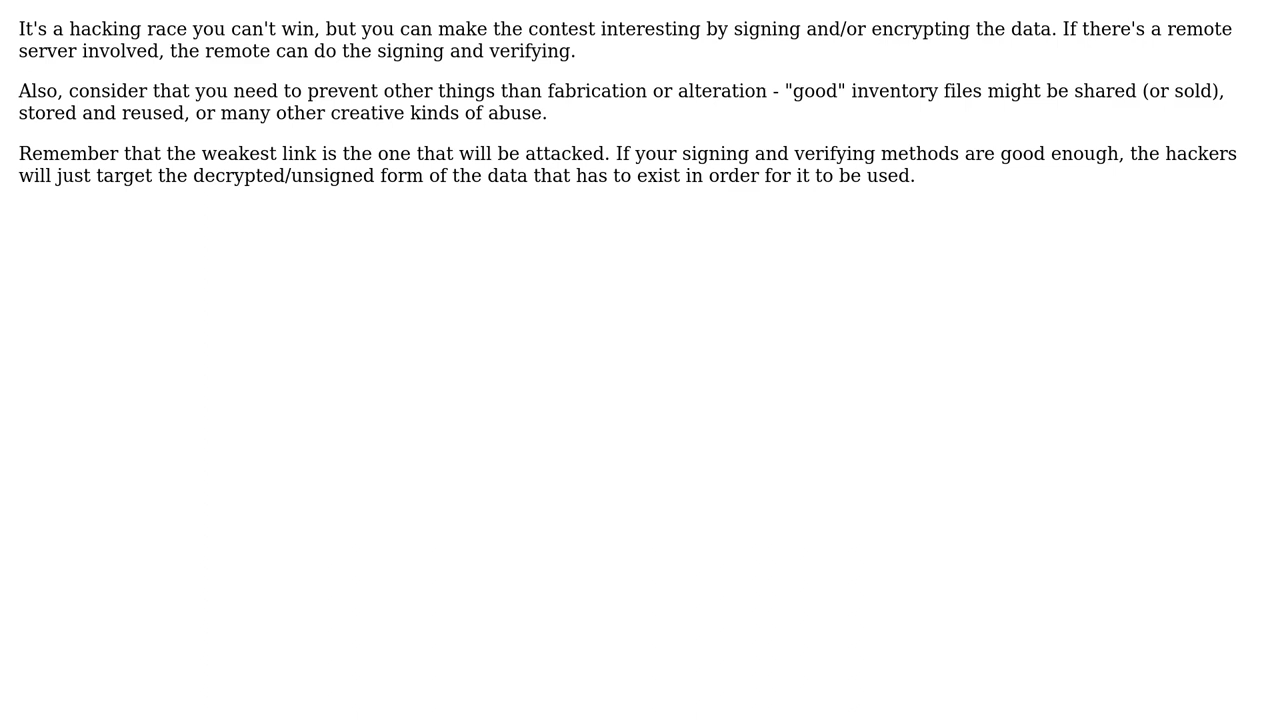 It's a hacking race you can't win, but you can make the contest interesting by signing and/or encrypting the data. If there's a remote
server involved, the remote can do the signing and verifying.
Also, consider that you need to prevent other things than fabrication or alteration - "good" inventory files might be shared (or sold),
stored and reused, or many other creative kinds of abuse.
Remember that the weakest link is the one that will be attacked. If your signing and verifying methods are good enough, the hackers
will just target the decrypted/unsigned form of the data that has to exist in order for it to be used.